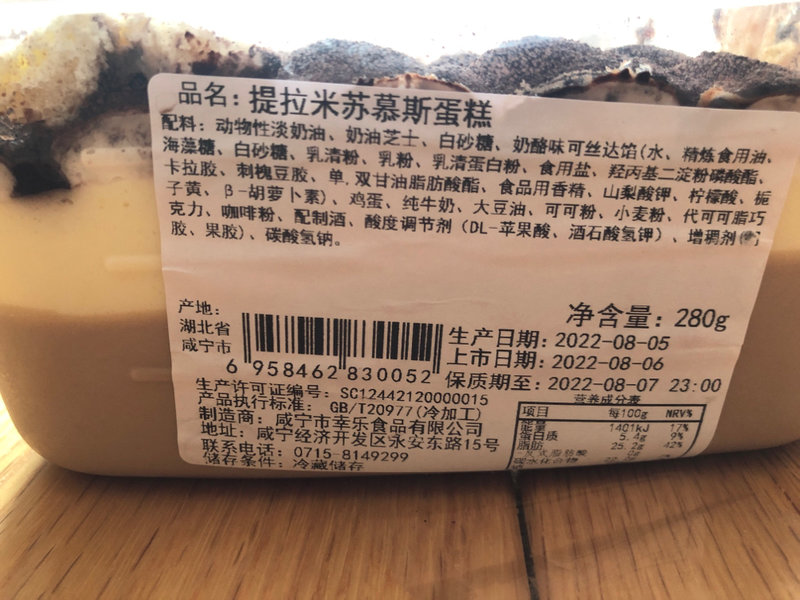 品名：提拉米苏慕斯蛋糕
配料：动物性淡奶油、奶油芝士、白砂糖、奶酪味可丝达馅（水、精炼食用油、
海藻糖、白砂糖、乳清粉、乳粉、乳清蛋白粉、食用盐、羟丙基二淀粉磷酸酯、
卡拉胶、刺槐豆胶、单，双甘油脂肪酸酯、食品用香精、山梨酸钾、柠檬酸、栀
子黄、β-胡萝卜素）、鸡蛋、纯牛奶、大豆油、可可粉、小麦粉、代可可脂巧
克力、咖啡粉、配制酒、酸度调节剂（DL-苹果酸、酒石酸氢钾）、增稠剂（
胶、果胶）、碳酸氢钠。
产地：
湖北省
咸宁市
6 958462 830052
净含量：280g
生产日期：2022-08-05
上市日期：2022-08-06
保质期至：2022-08-07 23:00
生产许可证编号：SC12442120000015
产品执行标准：GB/T20977(冷加工)
制造商：咸宁市幸乐食品有限公司
地址：咸宁经济开发区永安东路15号
联系电话：0715-8149299
储存条件：冷藏储存
营养成分表
项目 每100g NRV%
能量 1401kJ 17%
蛋白质 5.4g 9%
脂肪 25.2g 42%
反式脂肪酸 0g
碳水化合物